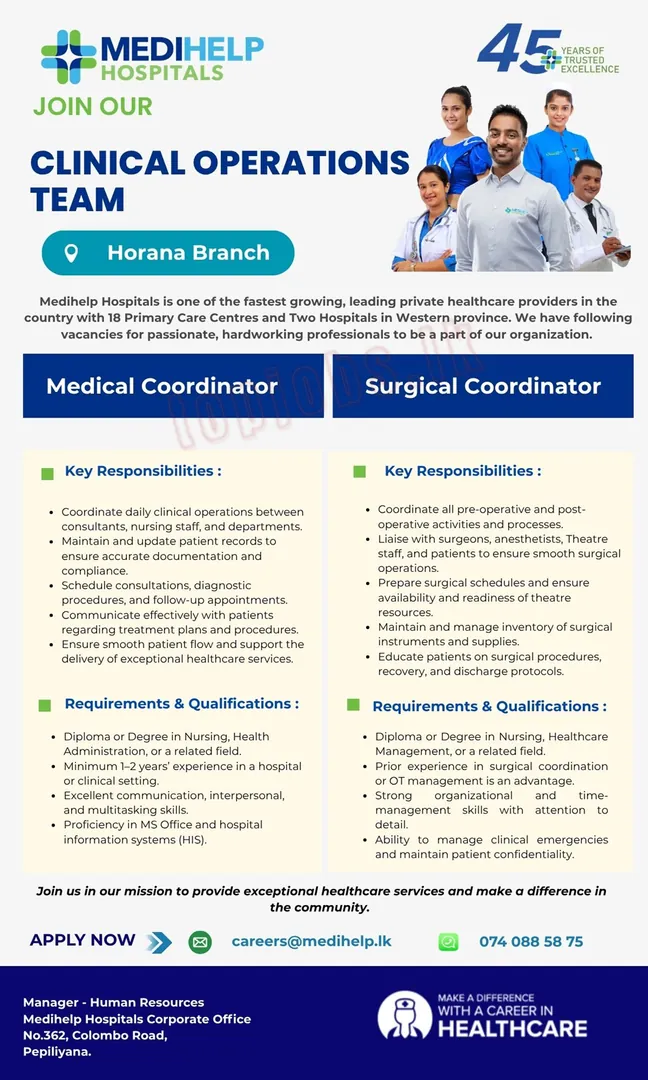 MEDIHELP
HOSPITALS
45 YEARS OF
TRUSTED
EXCELLENCE
JOIN OUR
CLINICAL OPERATIONS
TEAM
Horana Branch
Medihelp Hospitals is one of the fastest growing, leading private healthcare providers in the
country with 18 Primary Care Centres and Two Hospitals in Western province. We have following
vacancies for passionate, hardworking professionals to be a part of our organization.
topjobs.lk
Medical Coordinator
Key Responsibilities :
• Coordinate daily clinical operations between
consultants, nursing staff, and departments.
• Maintain and update patient records to
ensure accurate documentation and
compliance.
• Schedule consultations, diagnostic
procedures, and follow-up appointments.
• Communicate effectively with patients
regarding treatment plans and procedures.
• Ensure smooth patient flow and support the
delivery of exceptional healthcare services.
Requirements & Qualifications :
• Diploma or Degree in Nursing, Health
Administration, or a related field.
• Minimum 1–2 years’ experience in a hospital
or clinical setting.
• Excellent communication, interpersonal,
and multitasking skills.
• Proficiency in MS Office and hospital
information systems (HIS).
Surgical Coordinator
Key Responsibilities :
• Coordinate all pre-operative and post-
operative activities and processes.
• Liaise with surgeons, anesthetists, Theatre
staff, and patients to ensure smooth surgical
operations.
• Prepare surgical schedules and ensure
availability and readiness of theatre
resources.
• Maintain and manage inventory of surgical
instruments and supplies.
• Educate patients on surgical procedures,
recovery, and discharge protocols.
Requirements & Qualifications :
• Diploma or Degree in Nursing, Healthcare
Management, or a related field.
• Prior experience in surgical coordination
or OT management is an advantage.
• Strong organizational and time-
management skills with attention to
detail.
• Ability to manage clinical emergencies
and maintain patient confidentiality.
Join us in our mission to provide exceptional healthcare services and make a difference in
the community.
APPLY NOW careers@medihelp.lk 074 088 58 75
Manager - Human Resources
Medihelp Hospitals Corporate Office
No.362, Colombo Road,
Pepiliyana.
MAKE A DIFFERENCE
WITH A CAREER IN
HEALTHCARE